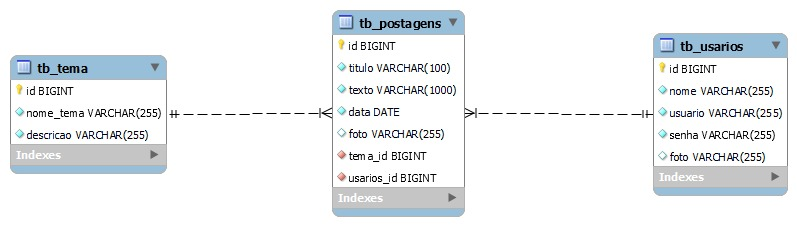 tb_tema
id BIGINT
nome_tema VARCHAR(255)
descricao VARCHAR(255)
Indexes
tb_postagens
id BIGINT
titulo VARCHAR(100)
texto VARCHAR(1000)
data DATE
foto VARCHAR(255)
tema_id BIGINT
usarios_id BIGINT
Indexes
tb_usarios
id BIGINT
nome VARCHAR(255)
usuario VARCHAR(255)
senha VARCHAR(255)
foto VARCHAR(255)
Indexes